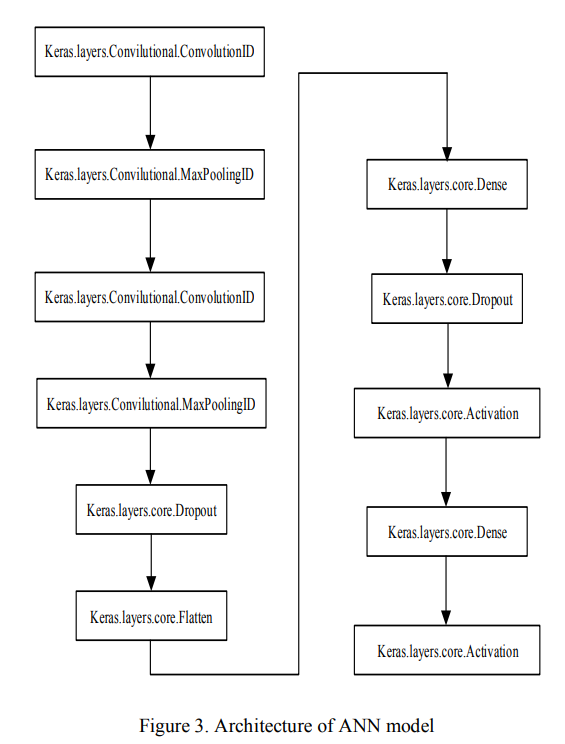 Keras.layers.Convilutional.ConvolutionID
Keras.layers.Convilutional.MaxPoolingID
Keras.layers.Convilutional.ConvolutionID
Keras.layers.Convilutional.MaxPoolingID
Keras.layers.core.Dropout
Keras.layers.core.Flatten
Keras.layers.core.Dense
Keras.layers.core.Dropout
Keras.layers.core.Activation
Keras.layers.core.Dense
Keras.layers.core.Activation
Figure 3. Architecture of ANN model